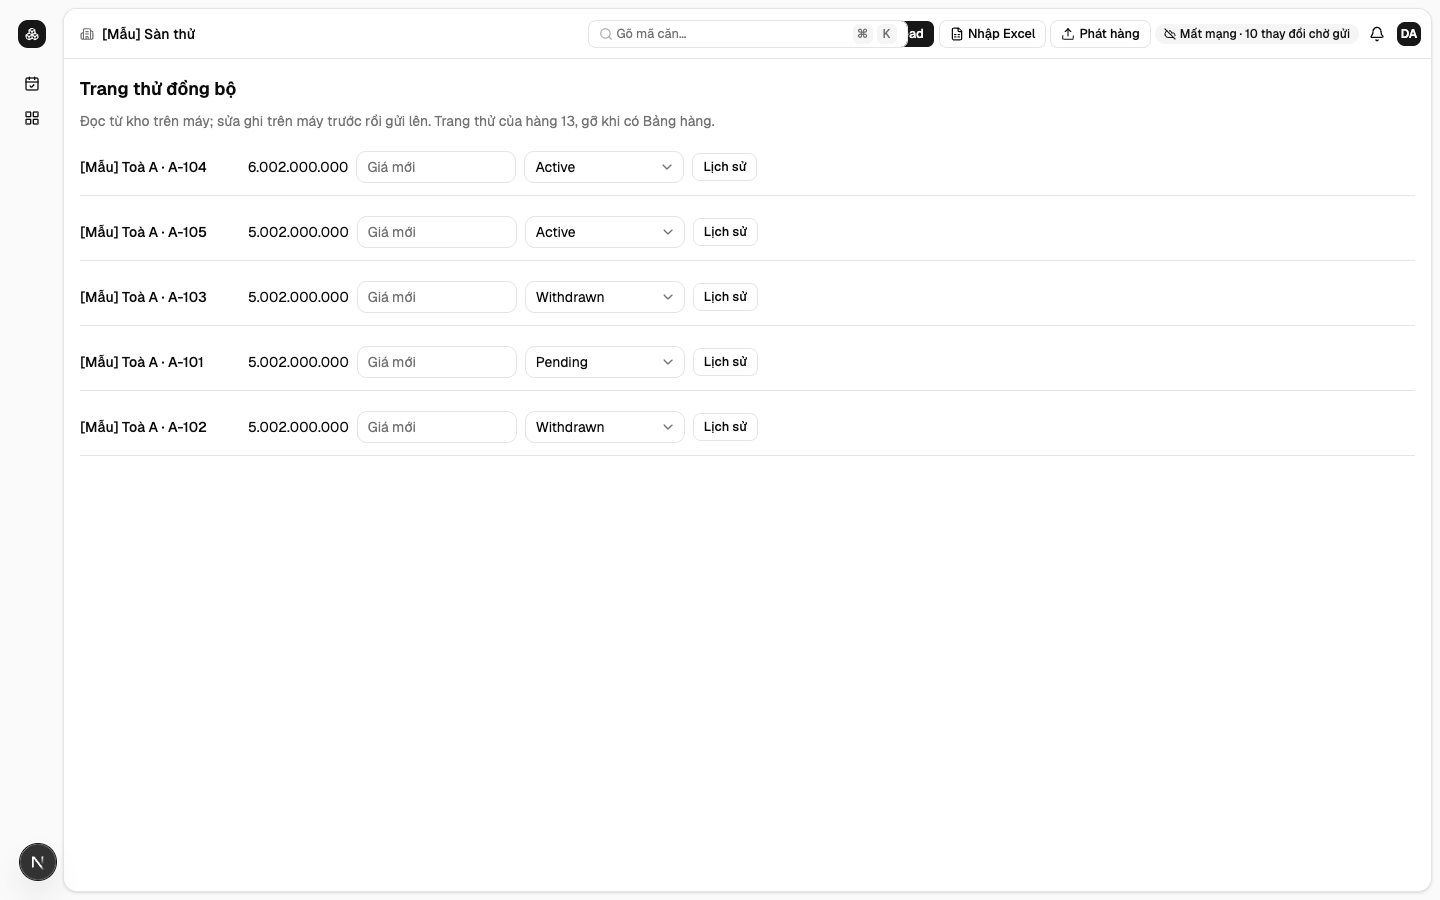 [Mẫu] Sàn thử
Gõ mã căn... ⌘ K
ad
Nhập Excel
Phát hàng
Mất mạng · 10 thay đổi chờ gửi
DA
Trang thử đồng bộ
Đọc từ kho trên máy; sửa ghi trên máy trước rồi gửi lên. Trang thử của hàng 13, gỡ khi có Bảng hàng.
[Mẫu] Toà A · A-104 6.002.000.000 Giá mới Active Lịch sử
[Mẫu] Toà A · A-105 5.002.000.000 Giá mới Active Lịch sử
[Mẫu] Toà A · A-103 5.002.000.000 Giá mới Withdrawn Lịch sử
[Mẫu] Toà A · A-101 5.002.000.000 Giá mới Pending Lịch sử
[Mẫu] Toà A · A-102 5.002.000.000 Giá mới Withdrawn Lịch sử
N